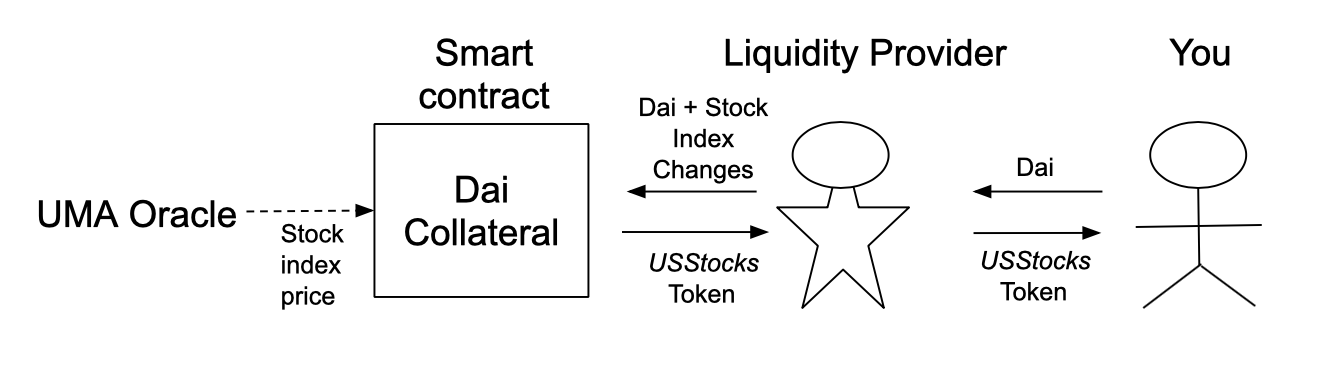 Smart
contract
Liquidity Provider
You
Dai + Stock
Index
Changes
Dai
UMA Oracle
Dai
Collateral
Stock
index
price
USStocks
Token
USStocks
Token